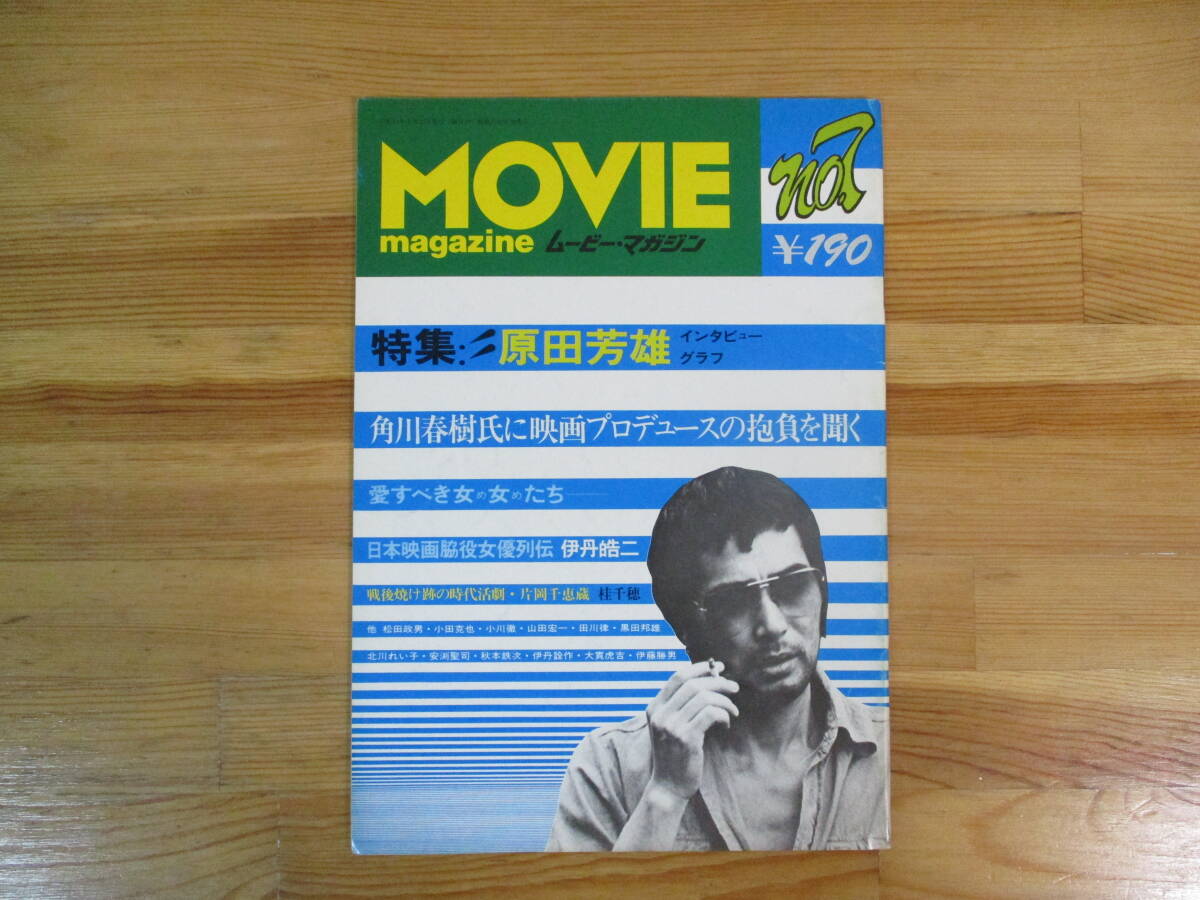 MOVIE
magazine ムービー・マガジン
no.7
¥190
特集: 原田芳雄 インタビュー
グラフ
角川春樹氏に映画プロデュースの抱負を聞く
愛すべき女め女めたち
日本映画脇役女優列伝 伊丹皓二
戦後焼け跡の時代活劇・片岡千恵蔵 桂千穂
他 松田政男・小田克也・小川徹・山田宏一・田川律・黒田邦雄
北川れい子・安渕聖司・秋本鉄次・伊丹詮作・大貫虎吉・伊藤勝男